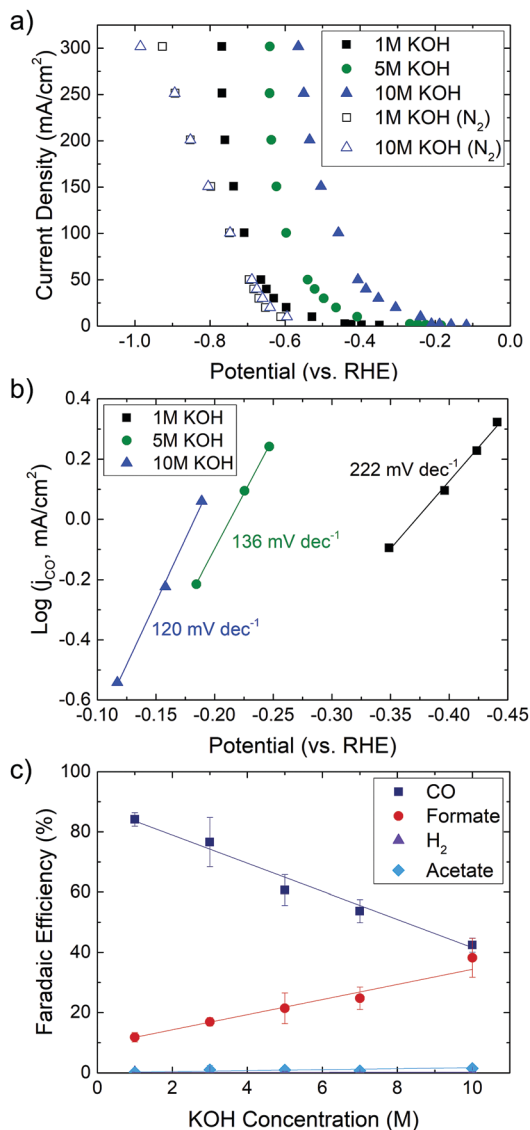 a)
300
250
200
150
100
50
0
Current Density (mA/cm²)
1M KOH
5M KOH
10M KOH
1M KOH (N₂)
10M KOH (N₂)
-1.0
-0.8
-0.6
-0.4
-0.2
0.0
Potential (vs. RHE)
b)
0.4
0.2
0.0
-0.2
-0.4
-0.6
Log (j_CO, mA/cm²)
1M KOH
5M KOH
10M KOH
222 mV dec⁻¹
136 mV dec⁻¹
120 mV dec⁻¹
-0.10
-0.15
-0.20
-0.25
-0.30
-0.35
-0.40
-0.45
Potential (vs. RHE)
c)
100
80
60
40
20
0
Faradaic Efficiency (%)
CO
Formate
H₂
Acetate
0
2
4
6
8
10
KOH Concentration (M)